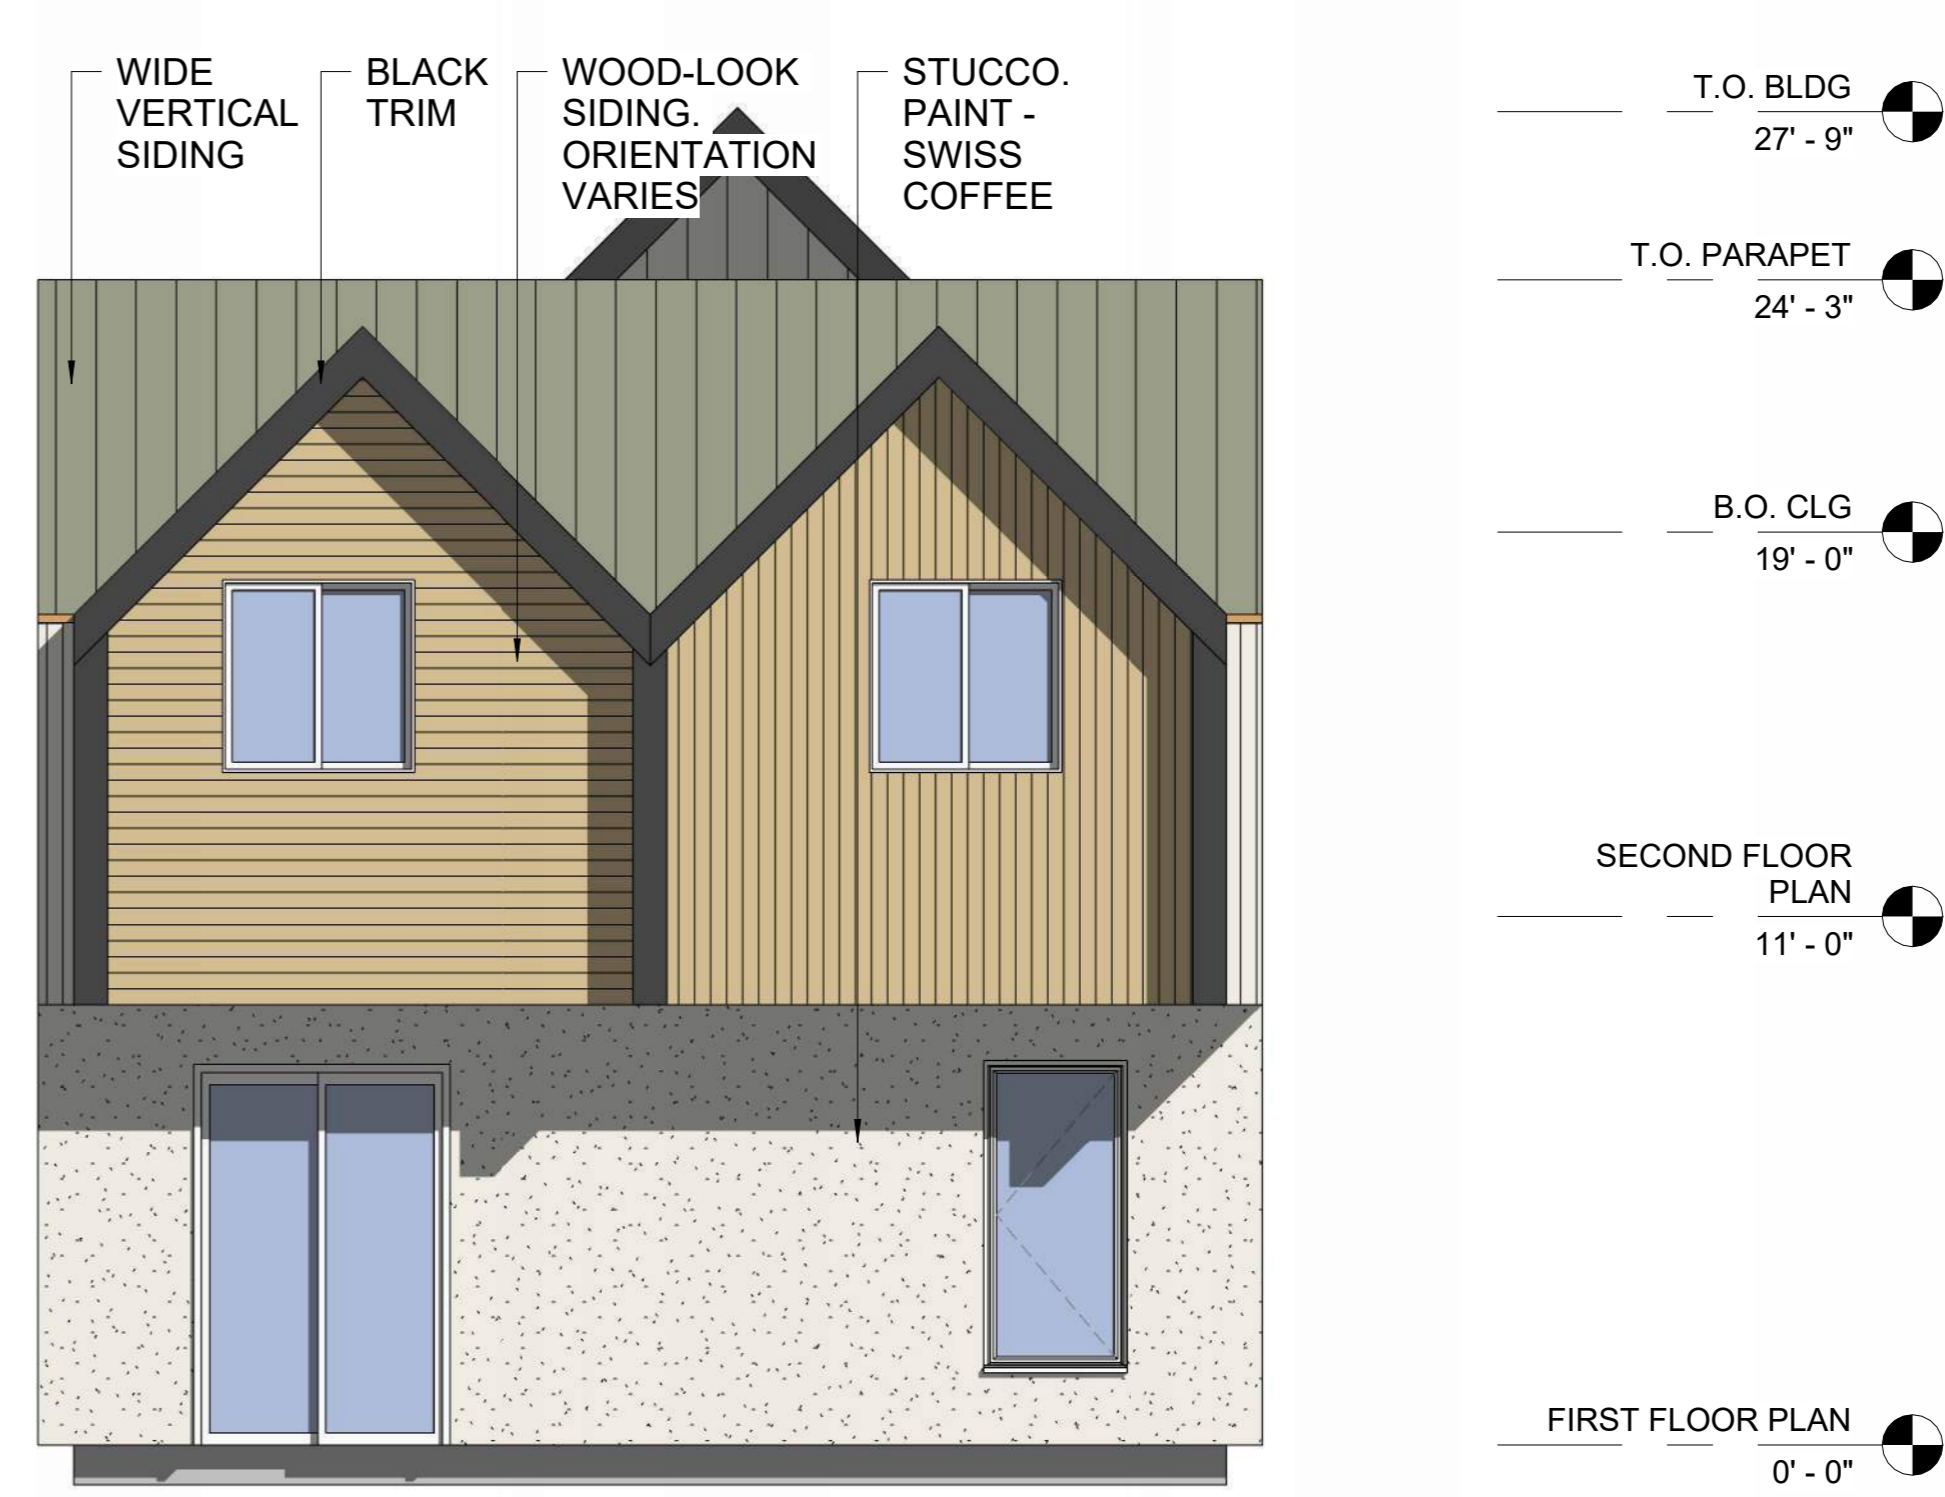 WIDE
VERTICAL
SIDING
BLACK
TRIM
WOOD-LOOK
SIDING.
ORIENTATION
VARIES
STUCCO.
PAINT -
SWISS
COFFEE
T.O. BLDG
27' - 9"
T.O. PARAPET
24' - 3"
B.O. CLG
19' - 0"
SECOND FLOOR
PLAN
11' - 0"
FIRST FLOOR PLAN
0' - 0"